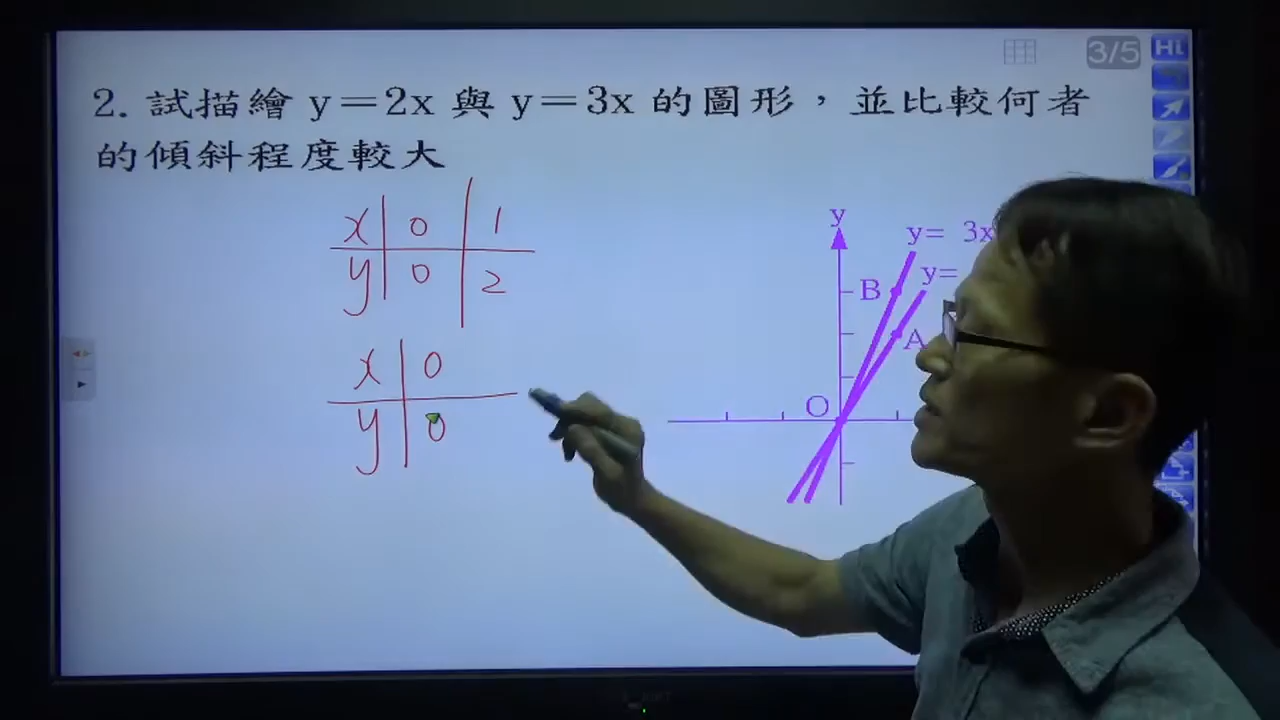 3/5
HL
2. 試描繪 y=2x 與 y=3x 的圖形，並比較何者
的傾斜程度較大
x 0 1
y 0 2
x 0
y 0
y
y= 3x
y=
B
A
O